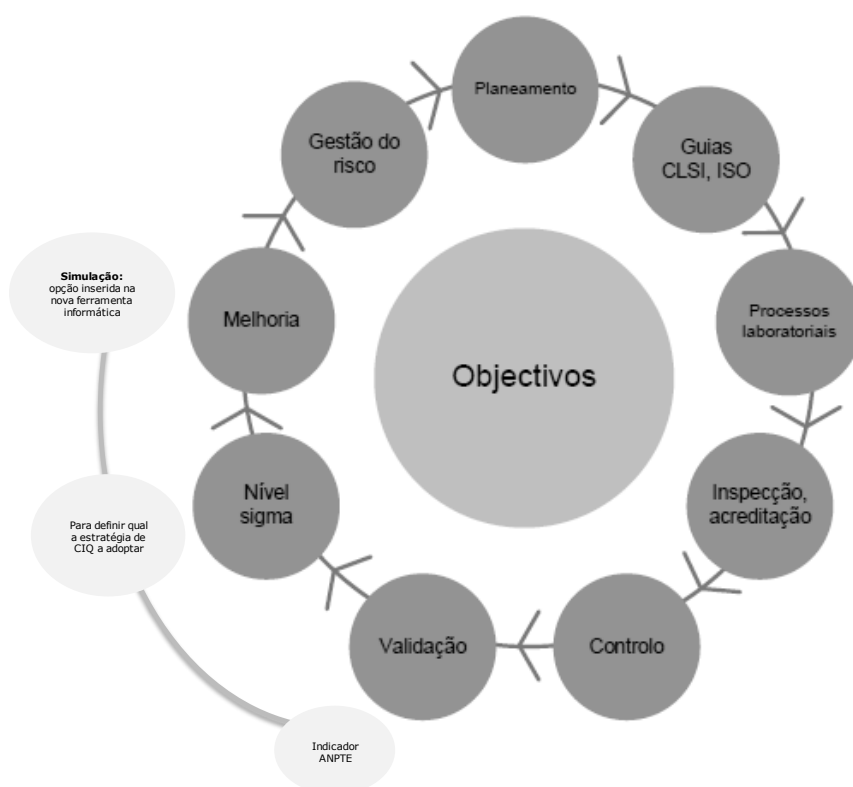 Planeamento
Guias
CLSI, ISO
Processos
laboratoriais
Inspecção,
acreditação
Controlo
Validação
Nível
sigma
Melhoria
Gestão do
risco
Objectivos
Simulação:
opção inserida na
nova ferramenta
informática
Para definir qual
a estratégia de
CIQ a adoptar
Indicador
ANPTE